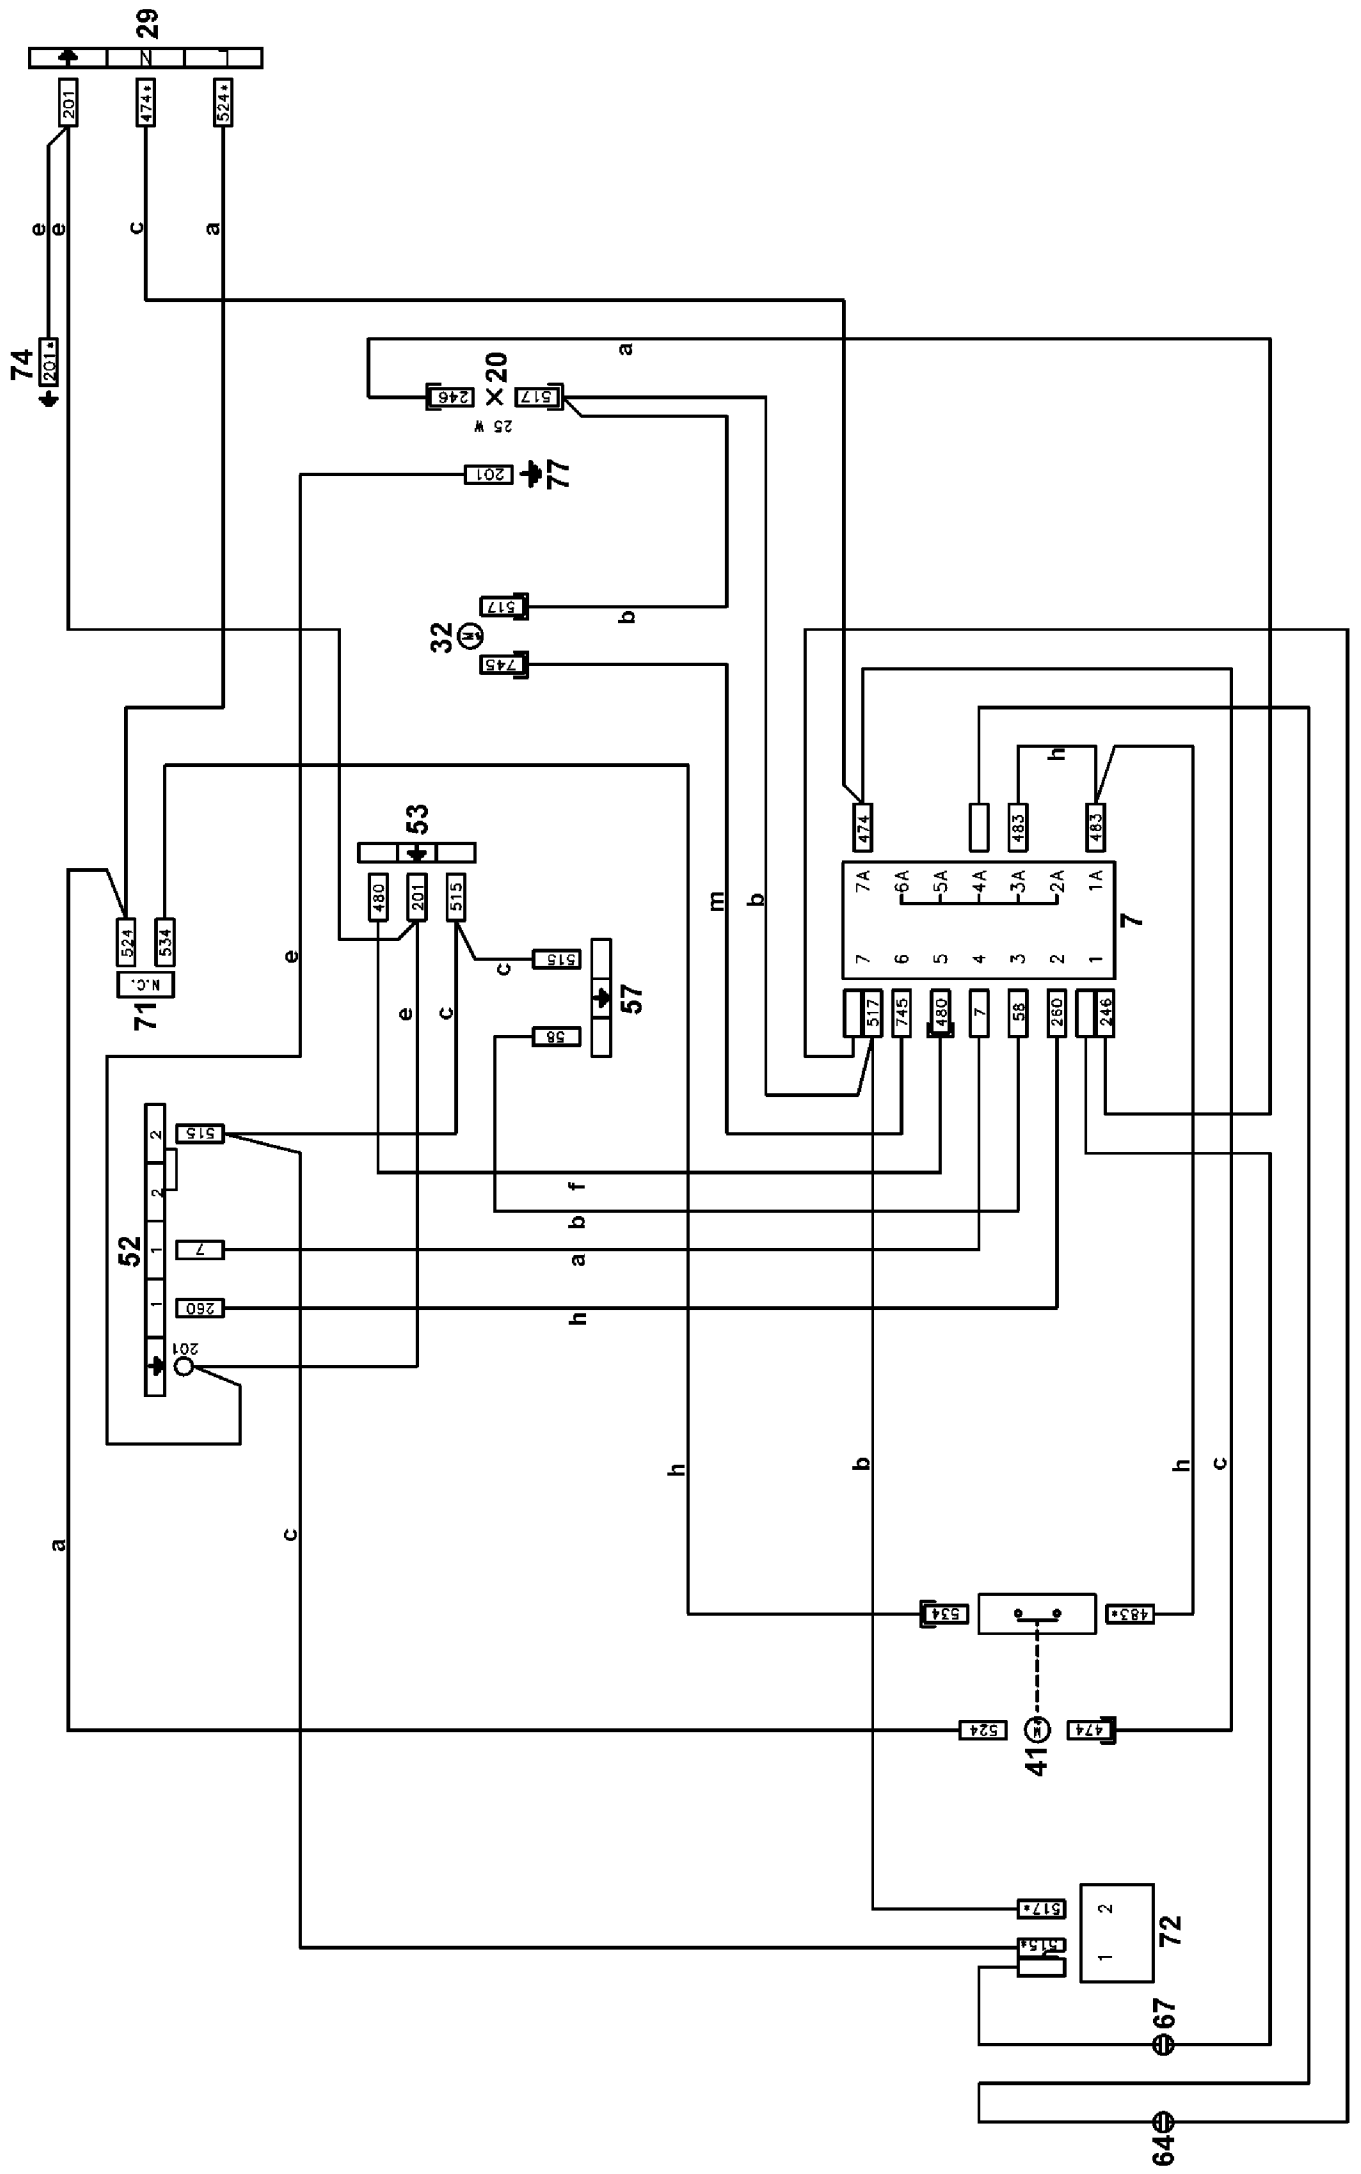 29
N
L
201
474*
524*
e
e
c
a
74
201*
a
246
20
517
25 W
201
77
517
32
M
b
745
h
53
474
483
483
480
201
515
524
534
N.C.
71
m
b
e
7A
6A
5A
4A
3A
2A
1A
7
7
6
5
4
3
2
1
515
c
57
58
e
c
517
745
480
7
58
260
246
2
515
2
52
1
7
1
260
201
f
b
a
h
h
b
h
c
a
c
534
483*
524
M
474
41
517*
515*
2
1
72
67
64